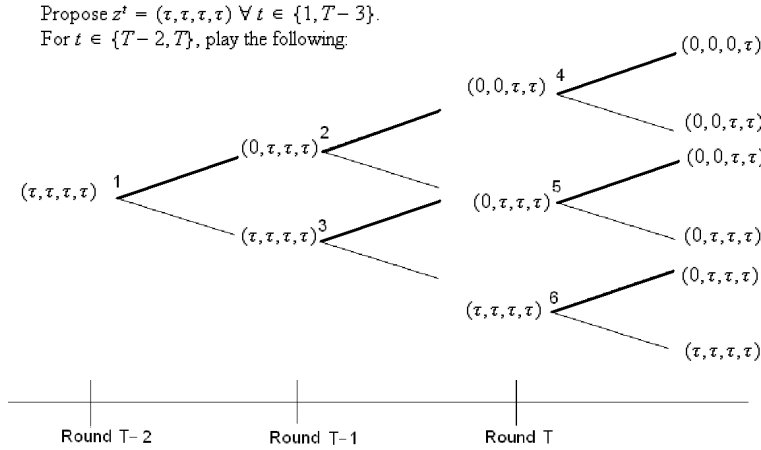 Propose zᵗ = (τ,τ,τ,τ) ∀ t ∈ {1, T−3}.
For t ∈ {T−2, T}, play the following:
(0,0,0,τ)
(0,0,τ,τ) 4
(0,0,τ,τ)
(0,τ,τ,τ) 2
(0,0,τ,τ)
(τ,τ,τ,τ) 1
(0,τ,τ,τ) 5
(τ,τ,τ,τ) 3
(0,τ,τ,τ)
(0,τ,τ,τ)
(τ,τ,τ,τ) 6
(τ,τ,τ,τ)
Round T−2 Round T−1 Round T